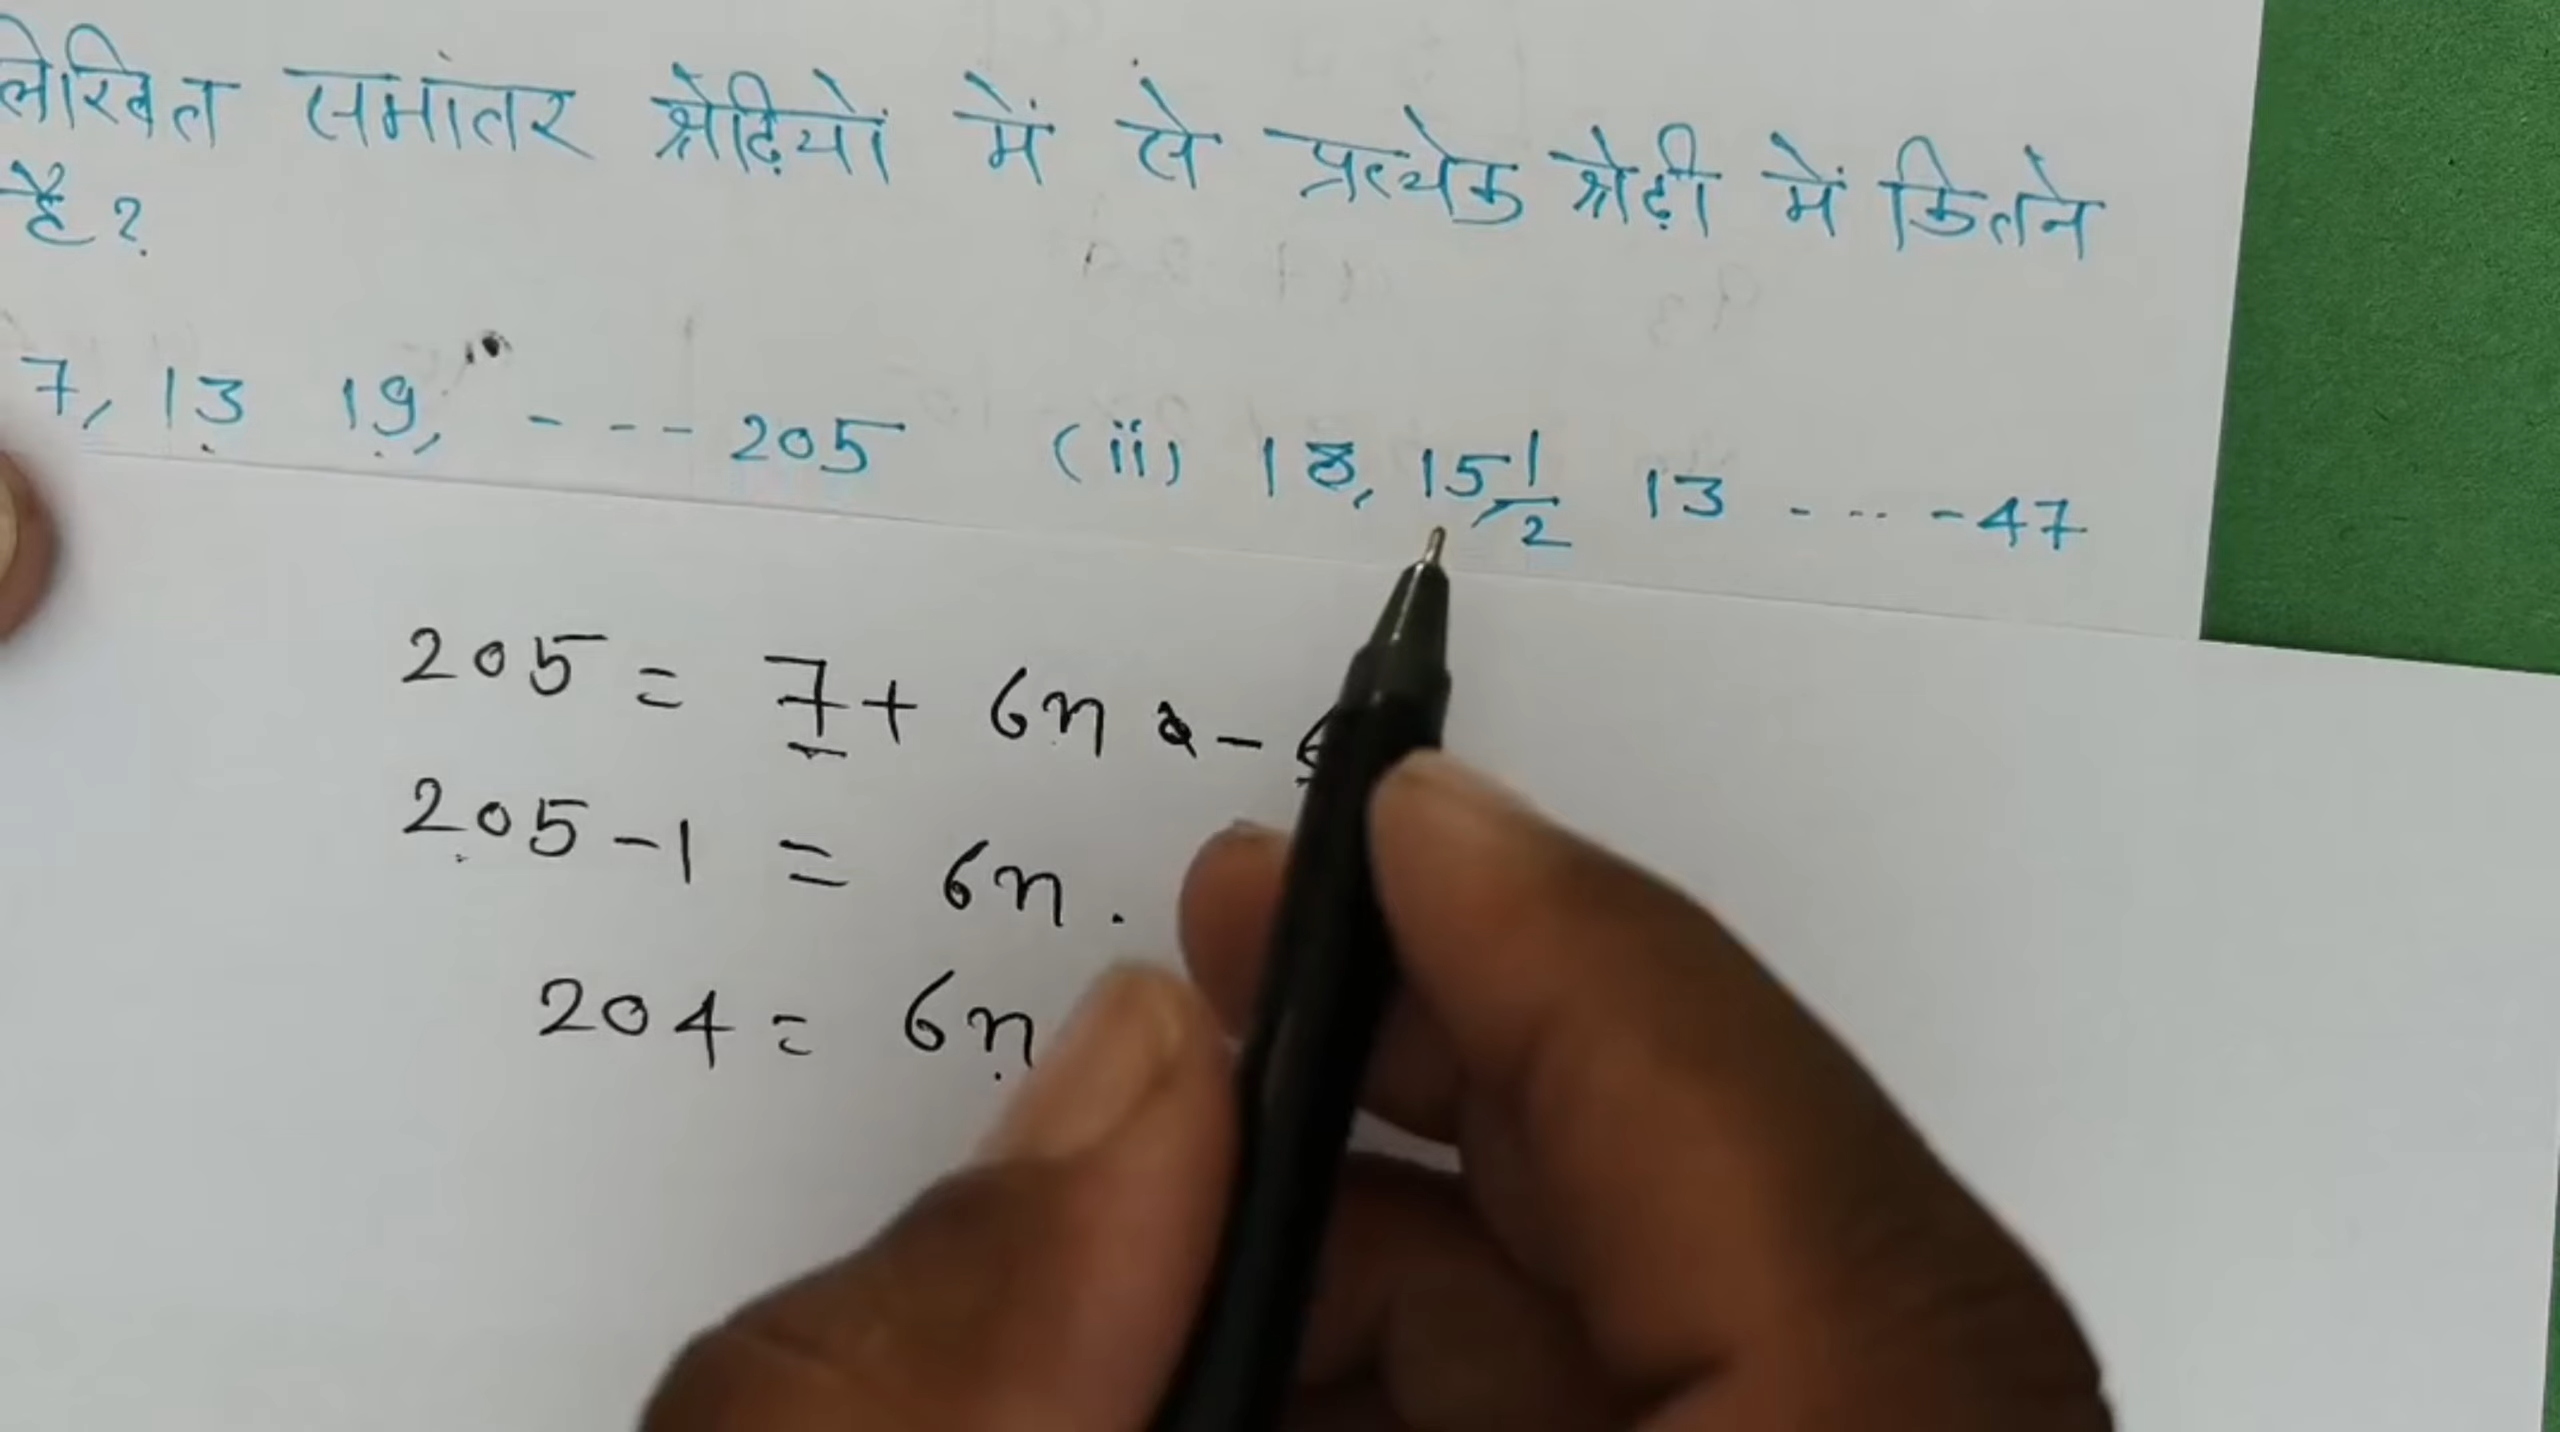 लिखित समांतर श्रेढ़ियों में से प्रत्येक श्रेढ़ी में कितने
है?
7, 13 19, - --- 205 (ii) 18, 15 1/2 13 - --- -47
205 = 7 + 6n - 6
205 - 1 = 6n .
204 = 6n